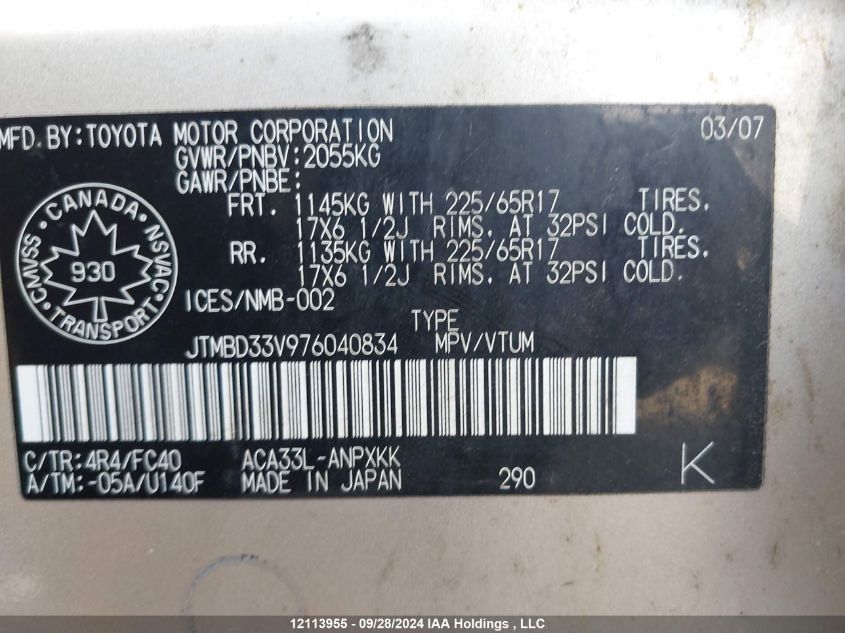 MFD. BY: TOYOTA MOTOR CORPORATION 03/07
GVWR/PNBV: 2055KG
GAWR/PNBE:
FRT. 1145KG WITH 225/65R17 TIRES,
17X6 1/2J RIMS, AT 32PSI COLD.
RR. 1135KG WITH 225/65R17 TIRES,
17X6 1/2J RIMS, AT 32PSI COLD.
CANADA · NSVAC · TRANSPORT · CMVSS ·
930
ICES/NMB-002
TYPE
JTMBD33V976040834 MPV/VTUM
C/TR: 4R4/FC40 ACA33L-ANPXKK
A/TM: -05A/U140F MADE IN JAPAN 290 K
12113955 - 09/28/2024 IAA Holdings , LLC